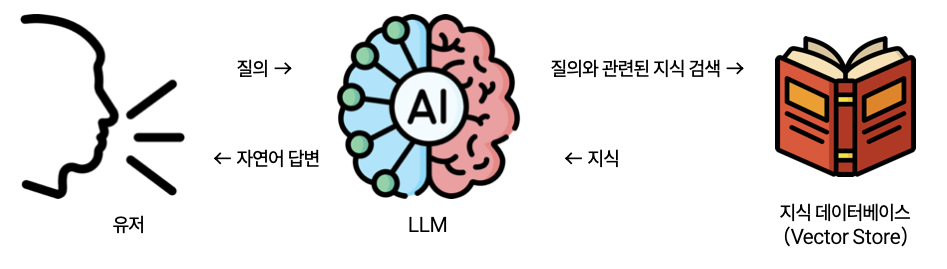 질의 →
질의와 관련된 지식 검색 →
AI
← 자연어 답변
← 지식
유저
LLM
지식 데이터베이스
(Vector Store)